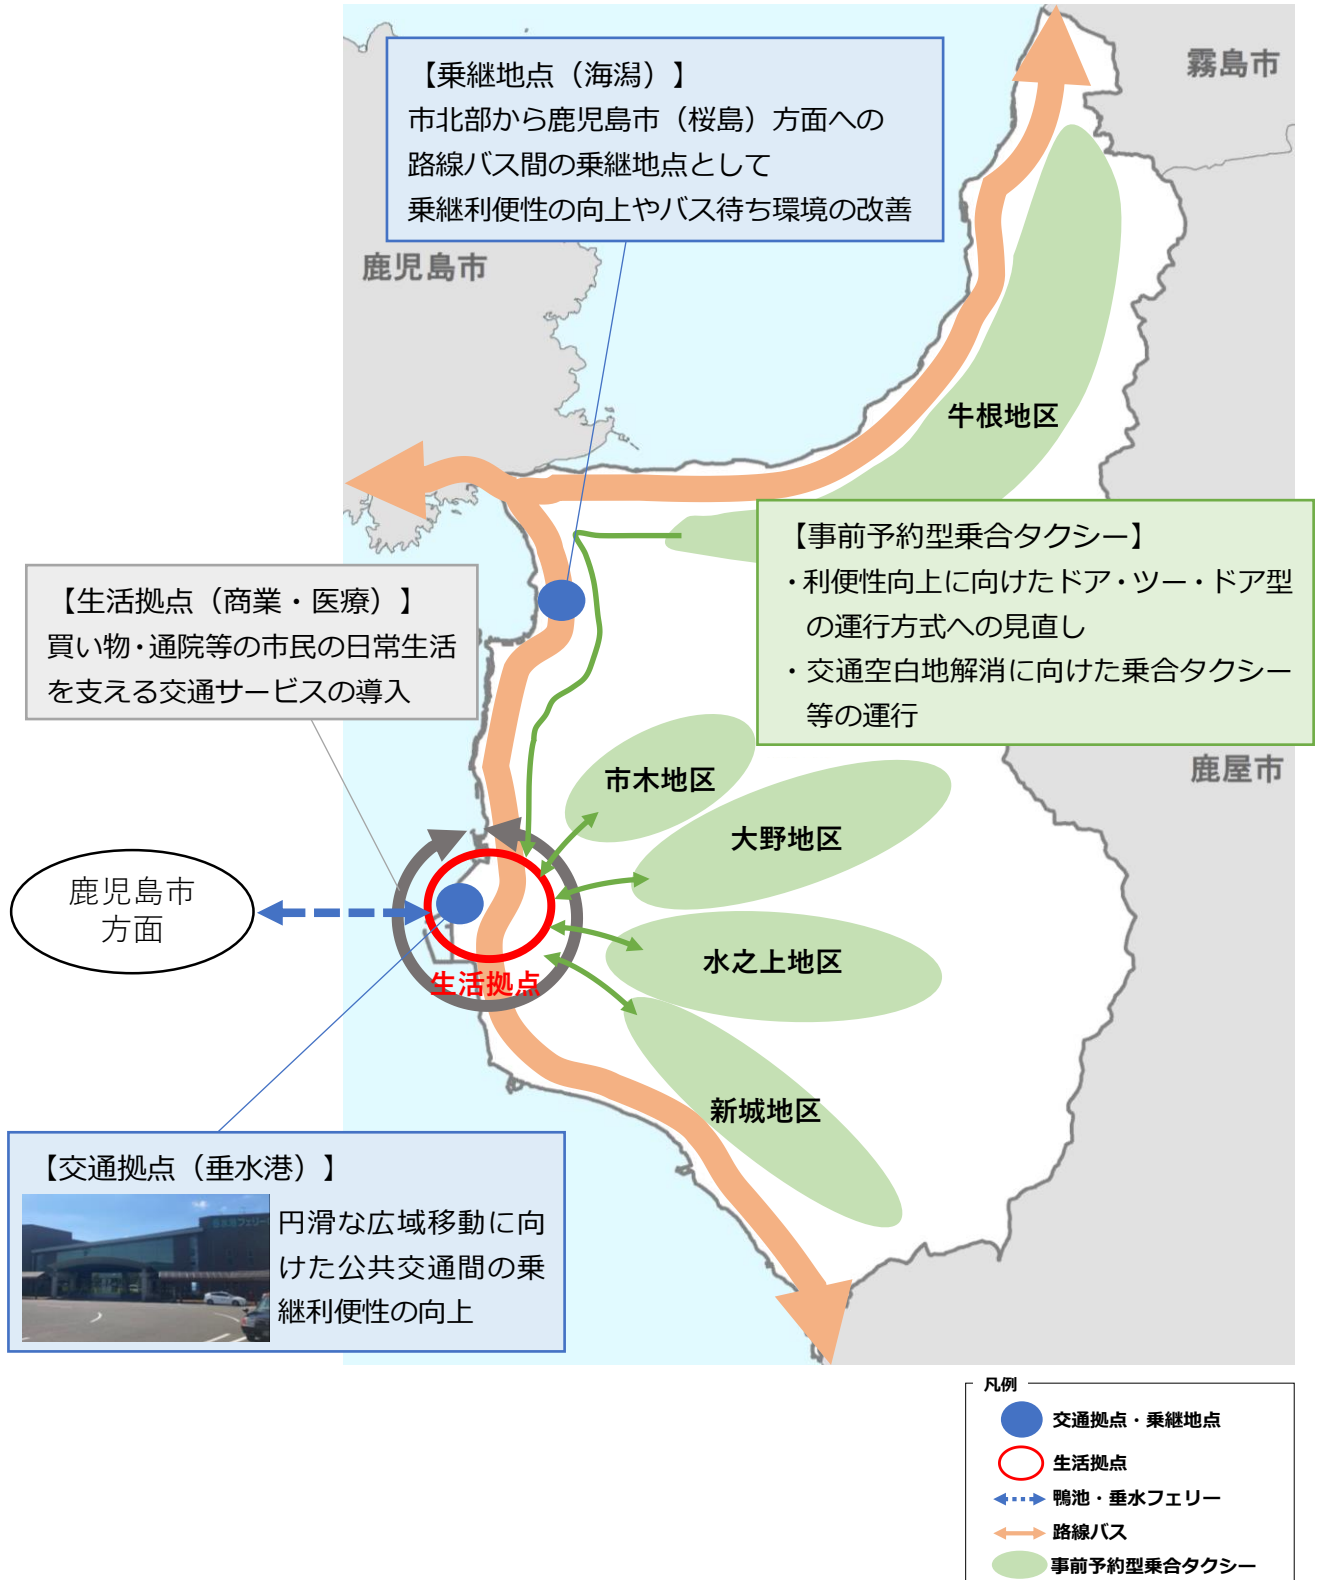 【乗継地点（海潟）】
市北部から鹿児島市（桜島）方面への
路線バス間の乗継地点として
乗継利便性の向上やバス待ち環境の改善
霧島市
鹿児島市
牛根地区
【事前予約型乗合タクシー】
・利便性向上に向けたドア・ツー・ドア型
の運行方式への見直し
・交通空白地解消に向けた乗合タクシー
等の運行
【生活拠点（商業・医療）】
買い物・通院等の市民の日常生活
を支える交通サービスの導入
鹿屋市
市木地区
大野地区
鹿児島市
方面
水之上地区
生活拠点
新城地区
【交通拠点（垂水港）】
円滑な広域移動に向
けた公共交通間の乗
継利便性の向上
凡例
交通拠点・乗継地点
生活拠点
鴨池・垂水フェリー
路線バス
事前予約型乗合タクシー